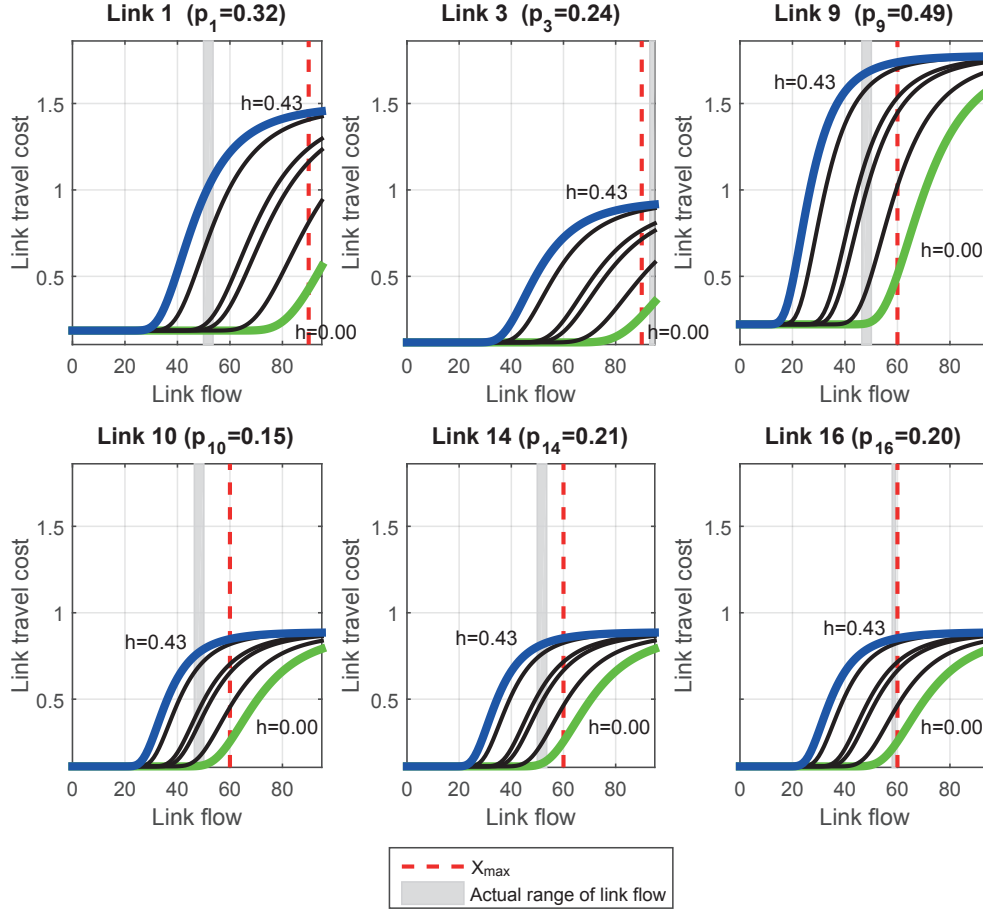 Link 1 (p1=0.32)
Link 3 (p3=0.24)
Link 9 (p9=0.49)
Link travel cost
1.5
1
0.5
h=0.43
h=0.00
0 20 40 60 80
Link flow
Link travel cost
1.5
1
0.5
h=0.43
h=0.00
0 20 40 60 80
Link flow
Link travel cost
1.5
1
0.5
h=0.43
h=0.00
0 20 40 60 80
Link flow
Link 10 (p10=0.15)
Link 14 (p14=0.21)
Link 16 (p16=0.20)
Link travel cost
1.5
1
0.5
h=0.43
h=0.00
0 20 40 60 80
Link flow
Link travel cost
1.5
1
0.5
h=0.43
h=0.00
0 20 40 60 80
Link flow
Link travel cost
1.5
1
0.5
h=0.43
h=0.00
0 20 40 60 80
Link flow
Xmax
Actual range of link flow